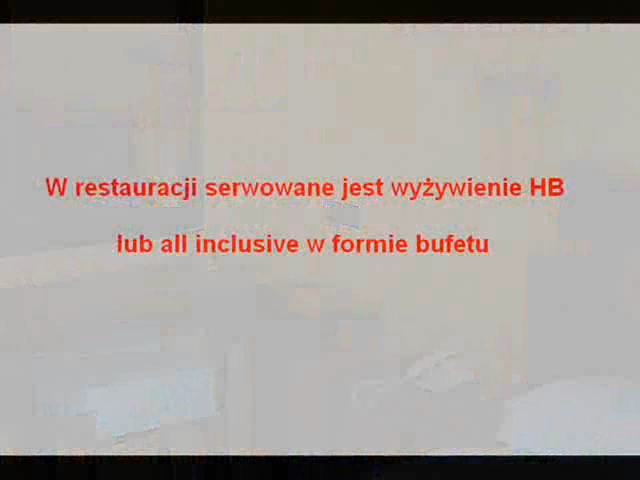 W restauracji serwowane jest wyżywienie HB
lub all inclusive w formie bufetu